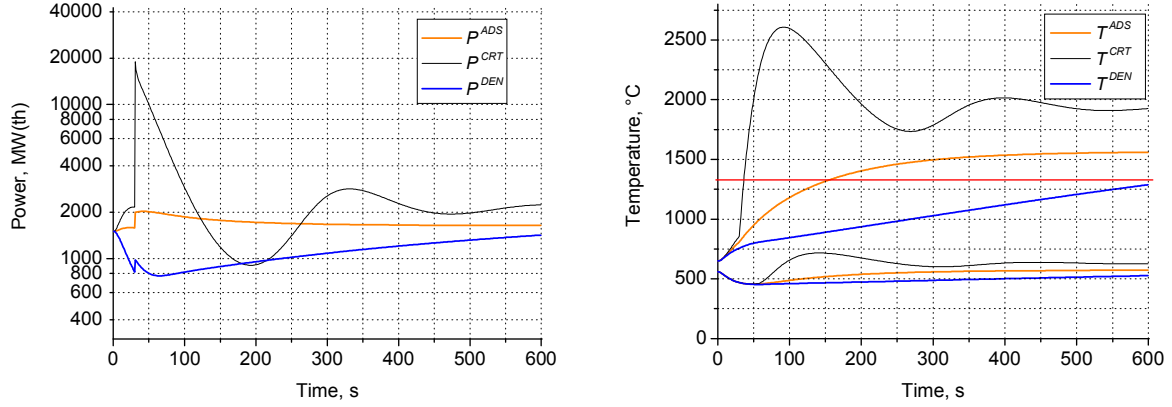 40000
20000
10000
8000
6000
4000
2000
1000
800
600
400
0 100 200 300 400 500 600
Power, MW(th)
Time, s
P^ADS
P^CRT
P^DEN
2500
2000
1500
1000
500
0
0 100 200 300 400 500 600
Temperature, °C
Time, s
T^ADS
T^CRT
T^DEN